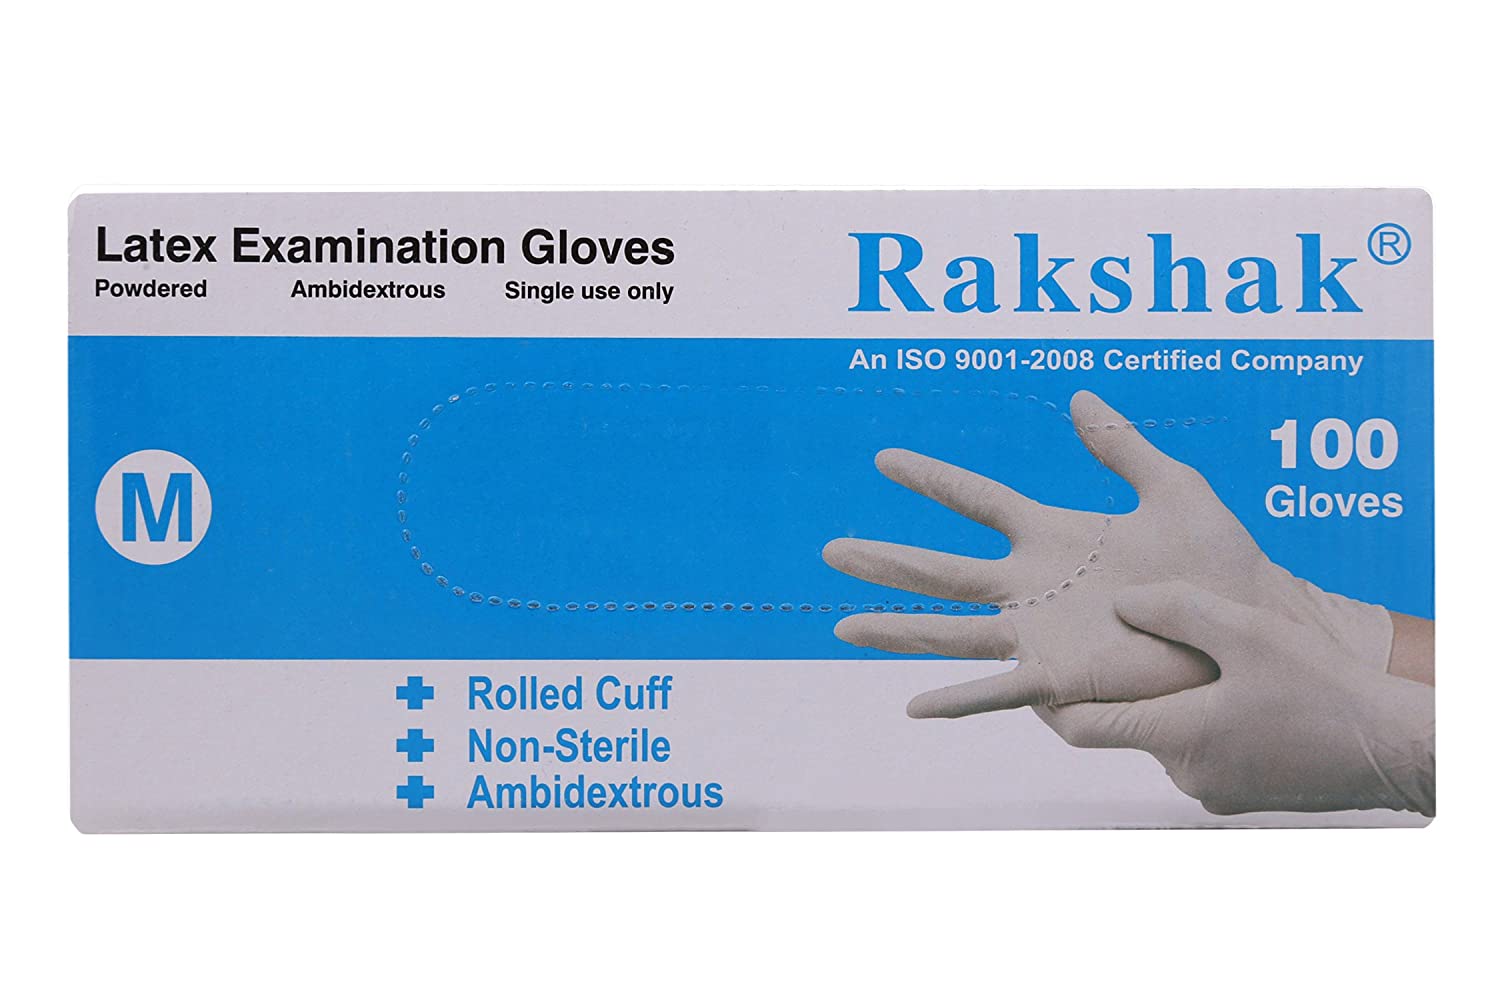 Latex Examination Gloves
Powdered Ambidextrous Single use only
Rakshak®
An ISO 9001-2008 Certified Company
100
Gloves
M
Rolled Cuff
Non-Sterile
Ambidextrous